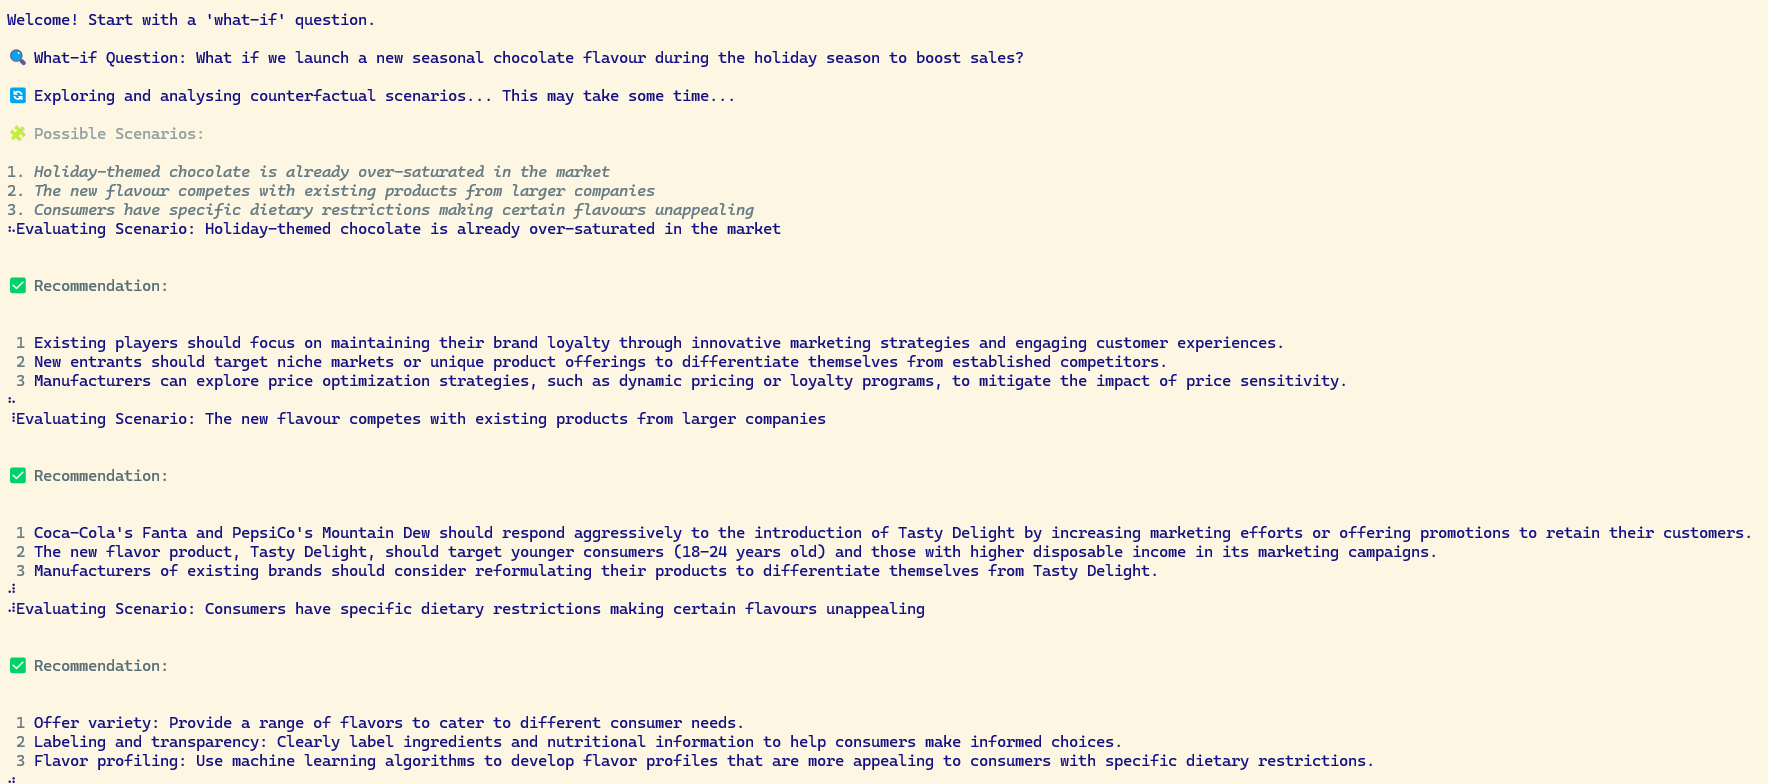 Welcome! Start with a 'what-if' question.
🔍 What-if Question: What if we launch a new seasonal chocolate flavour during the holiday season to boost sales?
🔄 Exploring and analysing counterfactual scenarios... This may take some time...
🧩 Possible Scenarios:
1. Holiday-themed chocolate is already over-saturated in the market
2. The new flavour competes with existing products from larger companies
3. Consumers have specific dietary restrictions making certain flavours unappealing
Evaluating Scenario: Holiday-themed chocolate is already over-saturated in the market
✅ Recommendation:
1 Existing players should focus on maintaining their brand loyalty through innovative marketing strategies and engaging customer experiences.
2 New entrants should target niche markets or unique product offerings to differentiate themselves from established competitors.
3 Manufacturers can explore price optimization strategies, such as dynamic pricing or loyalty programs, to mitigate the impact of price sensitivity.
Evaluating Scenario: The new flavour competes with existing products from larger companies
✅ Recommendation:
1 Coca-Cola's Fanta and PepsiCo's Mountain Dew should respond aggressively to the introduction of Tasty Delight by increasing marketing efforts or offering promotions to retain their customers.
2 The new flavor product, Tasty Delight, should target younger consumers (18-24 years old) and those with higher disposable income in its marketing campaigns.
3 Manufacturers of existing brands should consider reformulating their products to differentiate themselves from Tasty Delight.
Evaluating Scenario: Consumers have specific dietary restrictions making certain flavours unappealing
✅ Recommendation:
1 Offer variety: Provide a range of flavors to cater to different consumer needs.
2 Labeling and transparency: Clearly label ingredients and nutritional information to help consumers make informed choices.
3 Flavor profiling: Use machine learning algorithms to develop flavor profiles that are more appealing to consumers with specific dietary restrictions.